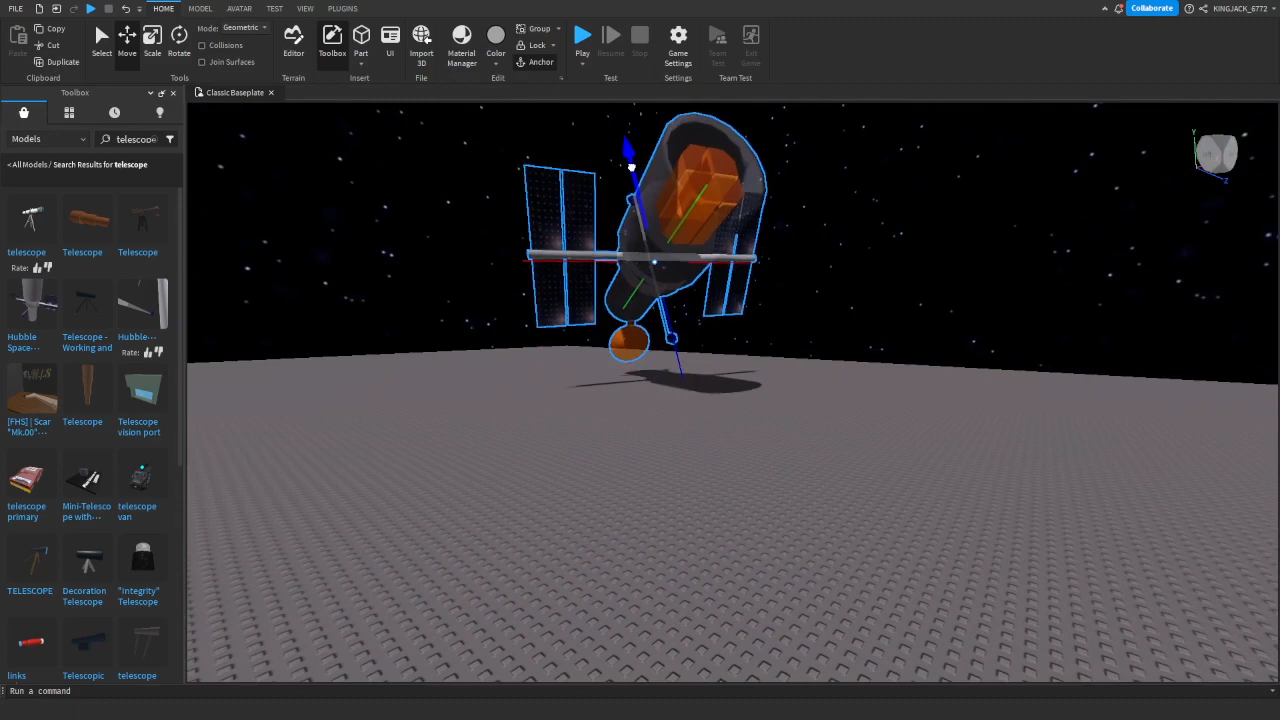 FILE
HOME
MODEL
AVATAR
TEST
VIEW
PLUGINS
Collaborate
KINGJACK_6772
Paste
Copy
Cut
Duplicate
Clipboard
Select
Move
Scale
Rotate
Mode: Geometric
Collisions
Join Surfaces
Tools
Editor
Terrain
Toolbox
Part
UI
Insert
Import
3D
File
Material
Manager
Color
Group
Lock
Anchor
Edit
Play
Resume
Stop
Test
Game
Settings
Settings
Team
Test
Exit
Game
Team Test
Toolbox
Classic Baseplate
Models
telescope
< All Models / Search Results for telescope
telescope
Telescope
Telescope
Rate:
Hubble
Space...
Telescope -
Working and
Hubble...
Rate:
[FHS] | Scar
"Mk.00"...
Telescope
Telescope
vision port
telescope
primary
Mini-Telesco
pe with...
telescope
van
TELESCOPE
Decoration
Telescope
"Integrity"
Telescope
links
Telescopic
telescope
Y
Z
Run a command